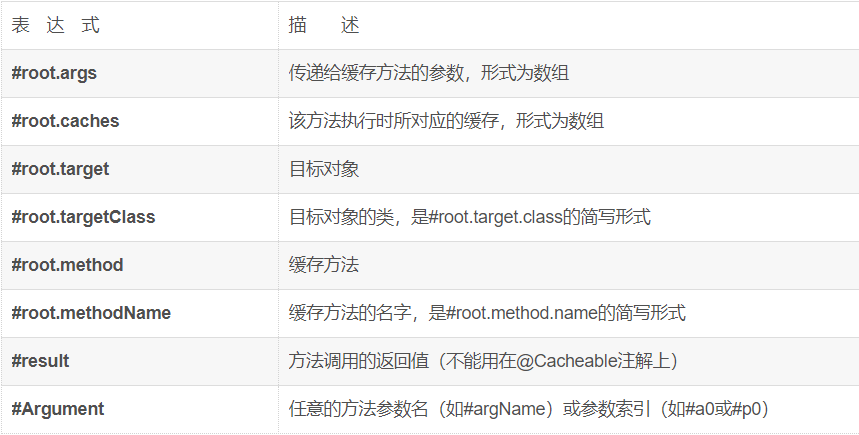 表 达 式 描 述
#root.args 传递给缓存方法的参数，形式为数组
#root.caches 该方法执行时所对应的缓存，形式为数组
#root.target 目标对象
#root.targetClass 目标对象的类，是#root.target.class的简写形式
#root.method 缓存方法
#root.methodName 缓存方法的名字，是#root.method.name的简写形式
#result 方法调用的返回值（不能用在@Cacheable注解上）
#Argument 任意的方法参数名（如#argName）或参数索引（如#a0或#p0）